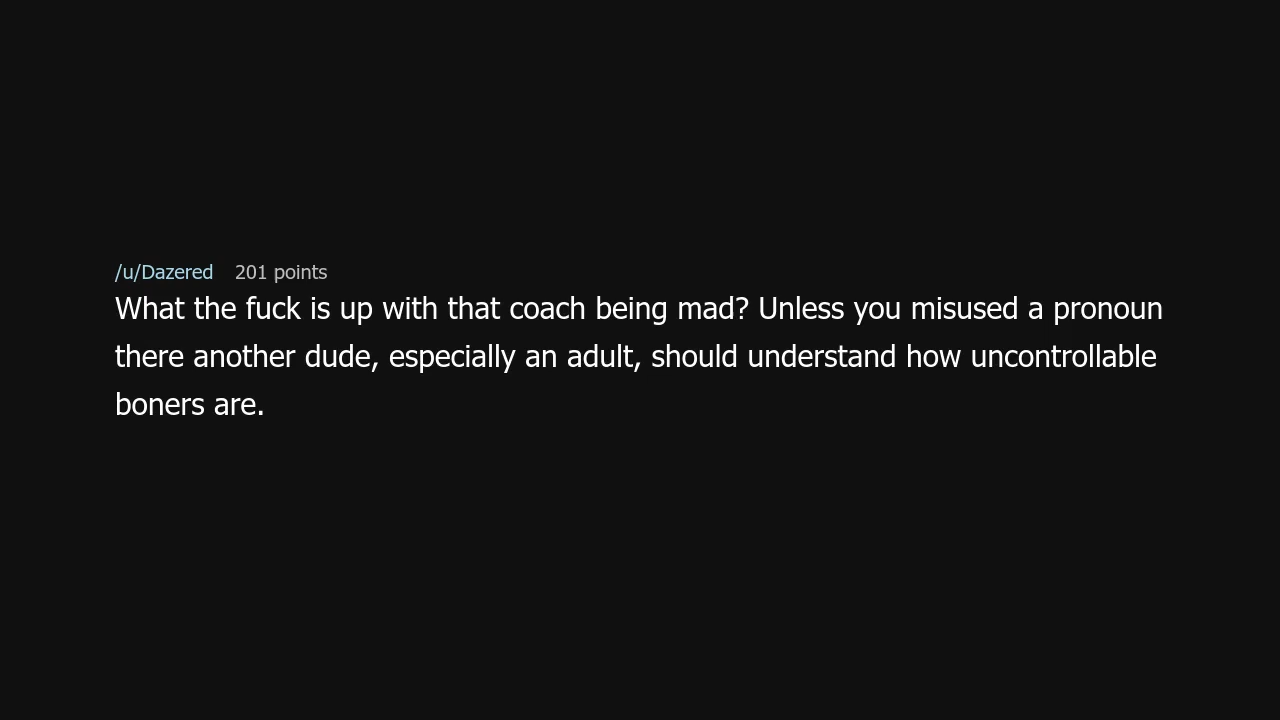 /u/Dazered 201 points
What the fuck is up with that coach being mad? Unless you misused a pronoun
there another dude, especially an adult, should understand how uncontrollable
boners are.